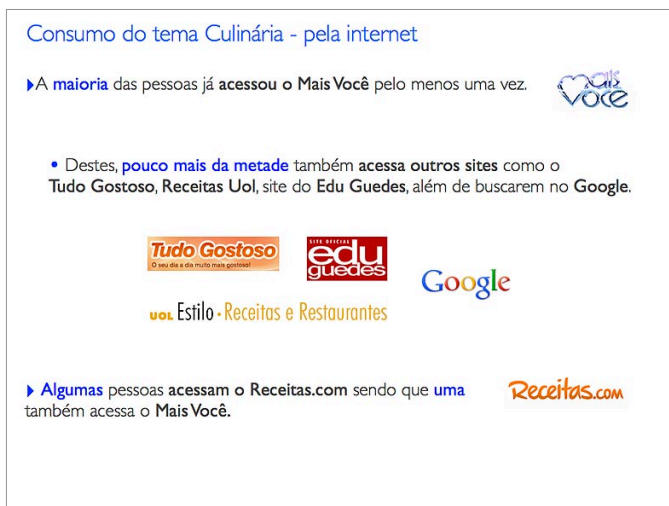 Consumo do tema Culinária - pela internet
A maioria das pessoas já acessou o Mais Você pelo menos uma vez.
mais
você
• Destes, pouco mais da metade também acessa outros sites como o
Tudo Gostoso, Receitas Uol, site do Edu Guedes, além de buscarem no Google.
Tudo Gostoso
O seu dia a dia muito mais gostoso!
SITE OFICIAL
edu
guedes
Google
UOL Estilo • Receitas e Restaurantes
Algumas pessoas acessam o Receitas.com sendo que uma
também acessa o Mais Você.
Receitas.com